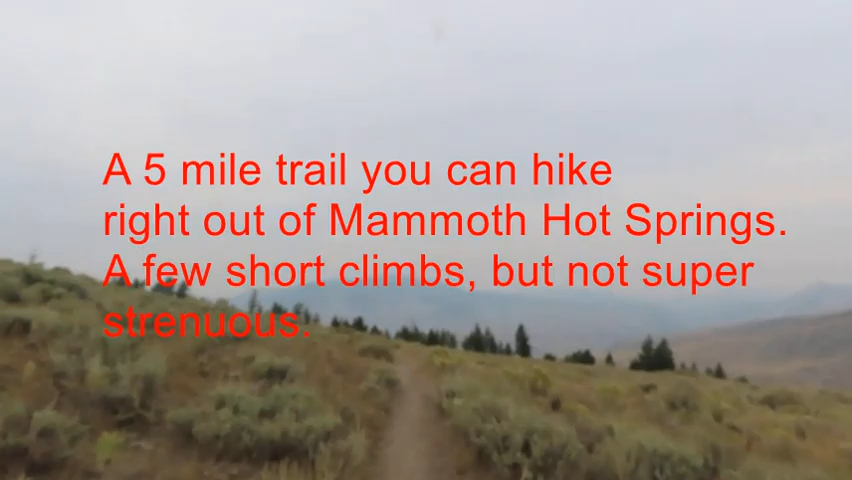 A 5 mile trail you can hike
right out of Mammoth Hot Springs.
A few short climbs, but not super
strenuous.